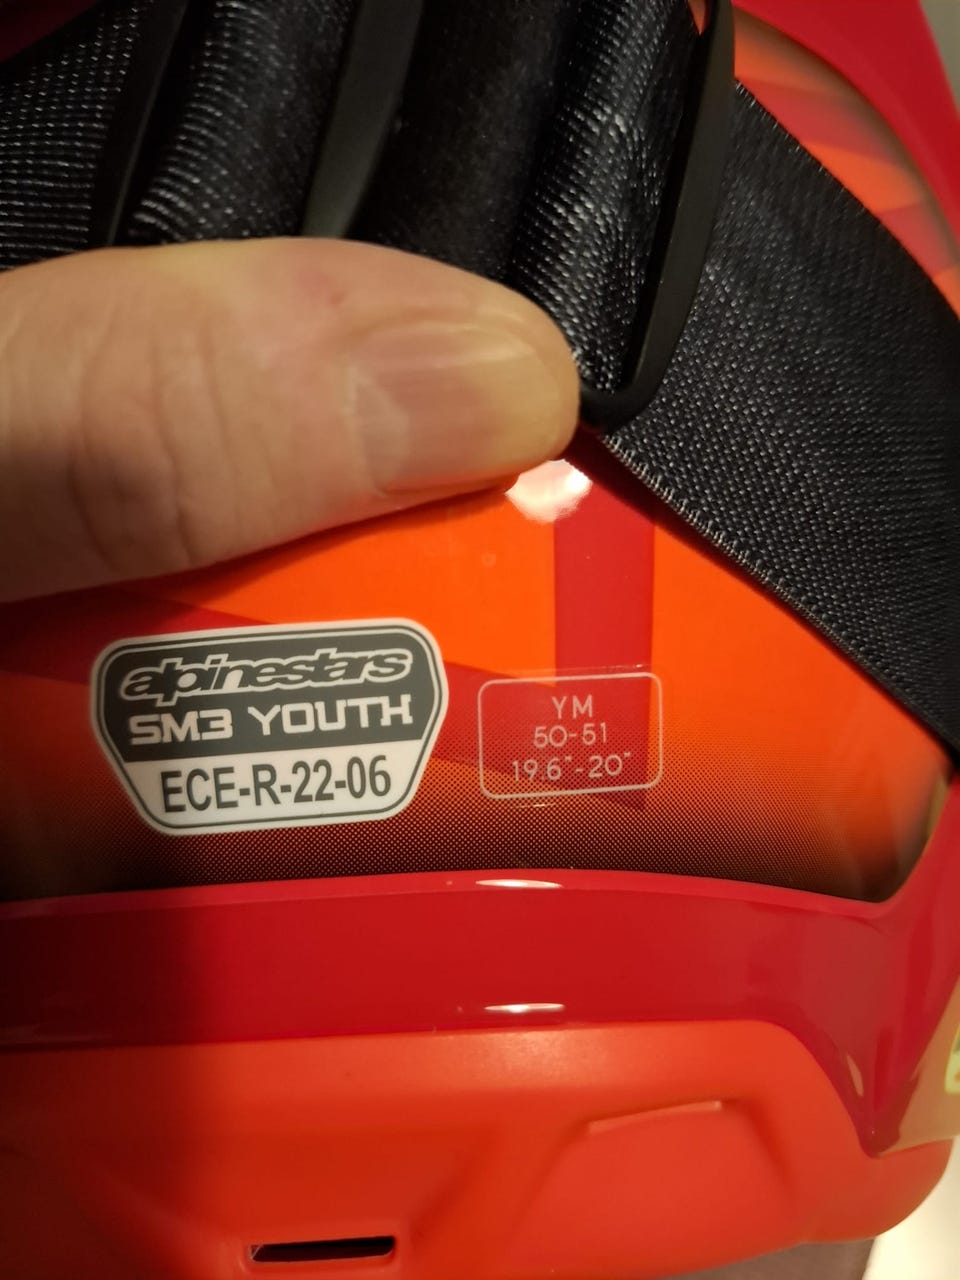 alpinestars
SM3 YOUTH
ECE-R-22-06
YM
50-51
19.6"-20"